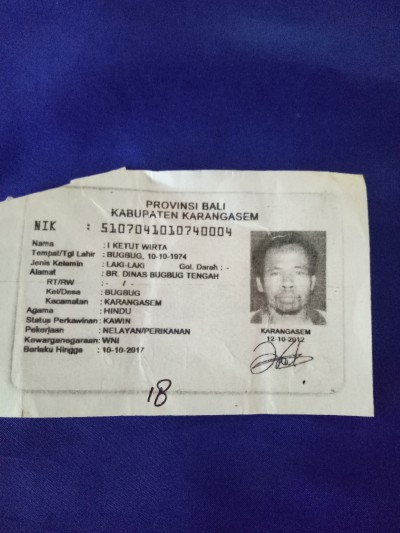 PROVINSI BALI
KABUPATEN KARANGASEM
NIK : 5107041010740004
Nama : I KETUT WIRTA
Tempat/Tgl Lahir : BUGBUG, 10-10-1974
Jenis Kelamin : LAKI-LAKI Gol. Darah : -
Alamat : BR. DINAS BUGBUG TENGAH
RT/RW : - / -
Kel/Desa : BUGBUG
Kecamatan : KARANGASEM
Agama : HINDU
Status Perkawinan : KAWIN
Pekerjaan : NELAYAN/PERIKANAN
Kewarganegaraan : WNI
Berlaku Hingga : 10-10-2017
KARANGASEM
12-10-2012
18